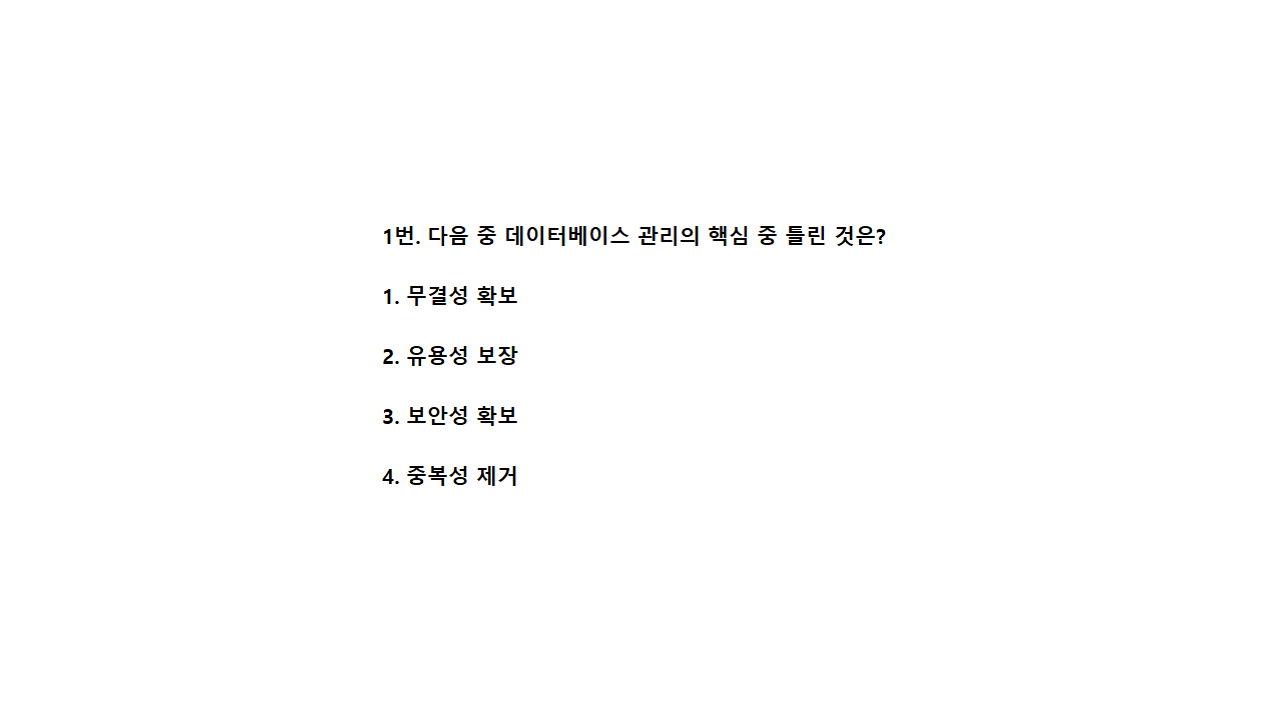 1번. 다음 중 데이터베이스 관리의 핵심 중 틀린 것은?
1. 무결성 확보
2. 유용성 보장
3. 보안성 확보
4. 중복성 제거